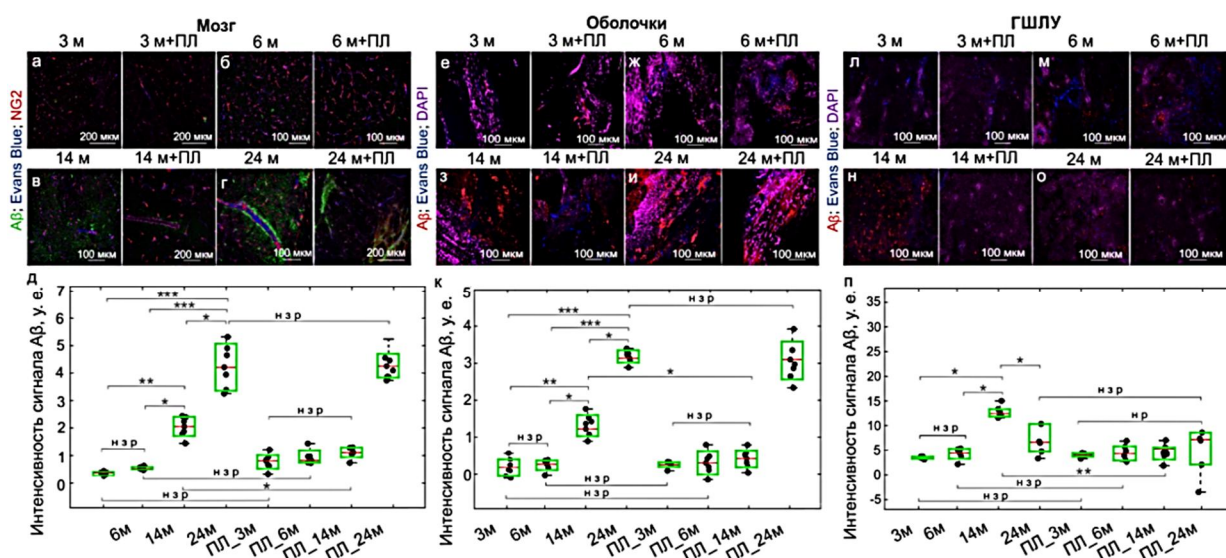 Мозг
3 м 3 м+ПЛ 6 м 6 м+ПЛ
а б
200 мкм 200 мкм 100 мкм 100 мкм
14 м 14 м+ПЛ 24 м 24 м+ПЛ
в г
100 мкм 200 мкм 100 мкм 200 мкм
Aβ; Evans Blue; NG2
Оболочки
3 м 3 м+ПЛ 6 м 6 м+ПЛ
е ж
100 мкм 100 мкм 100 мкм 100 мкм
14 м 14 м+ПЛ 24 м 24 м+ПЛ
з и
100 мкм 100 мкм 100 мкм 100 мкм
Aβ; Evans Blue; DAPI
ГШЛУ
3 м 3 м+ПЛ 6 м 6 м+ПЛ
л м
100 мкм 100 мкм 100 мкм 100 мкм
14 м 14 м+ПЛ 24 м 24 м+ПЛ
н о
100 мкм 100 мкм 100 мкм 100 мкм
Aβ; Evans Blue; DAPI
д
Интенсивность сигнала Aβ, у. е.
7
6
5
4
3
2
1
0
***
***
*
н з р
**
*
н з р
н з р
н з р
*
н з р
6м 14м 24м ПЛ_3м ПЛ_6м ПЛ_14м ПЛ_24м
к
Интенсивность сигнала Aβ, у. е.
4
3
2
1
0
н з р
***
***
*
**
*
*
н з р
н з р
н з р
н з р
3м 6м 14м 24м ПЛ_3м ПЛ_6м ПЛ_14м ПЛ_24м
п
Интенсивность сигнала Aβ, у. е.
35
30
25
20
15
10
5
0
-5
*
*
*
н з р
н з р
н р
**
н з р
н з р
3м 6м 14м 24м ПЛ_3м ПЛ_6м ПЛ_14м ПЛ_24м